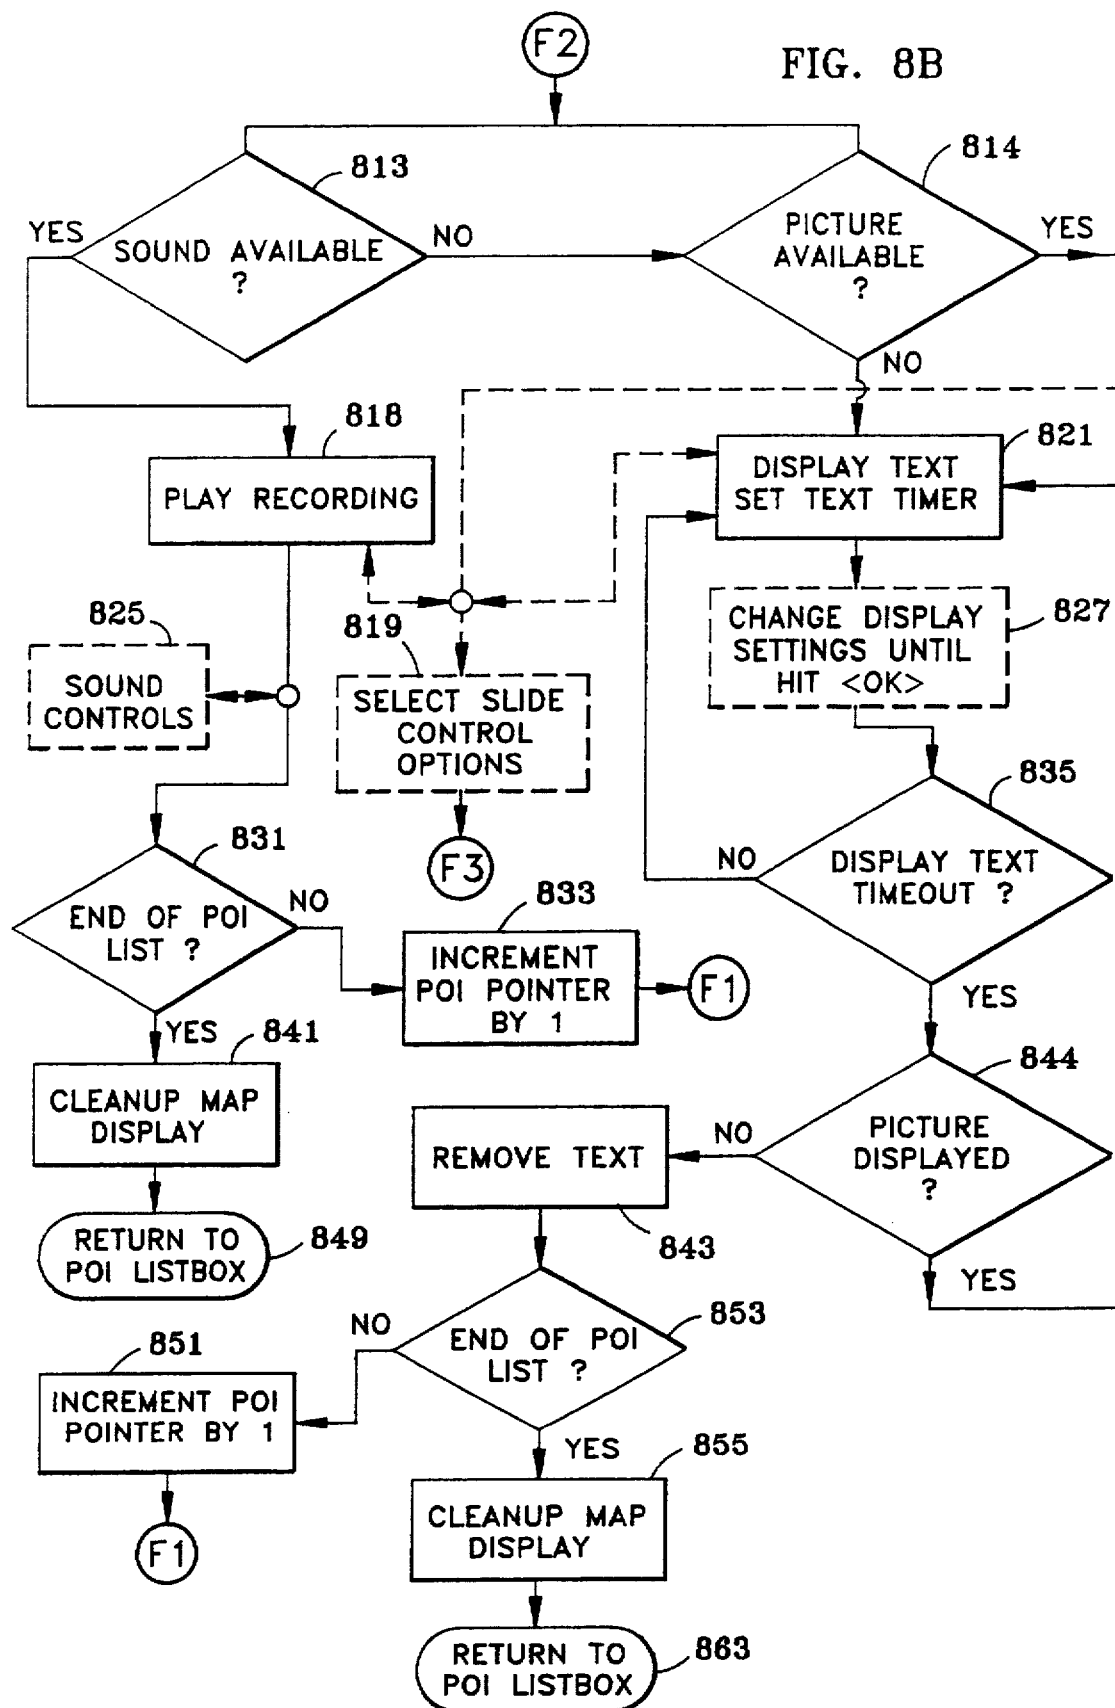 F2
FIG. 8B
813
814
YES
SOUND AVAILABLE
?
NO
PICTURE
AVAILABLE
?
YES
NO
818
PLAY RECORDING
821
DISPLAY TEXT
SET TEXT TIMER
825
SOUND
CONTROLS
819
SELECT SLIDE
CONTROL
OPTIONS
CHANGE DISPLAY
SETTINGS UNTIL
HIT <OK>
827
F3
835
DISPLAY TEXT
TIMEOUT ?
NO
YES
831
END OF POI
LIST ?
NO
833
INCREMENT
POI POINTER
BY 1
F1
YES
841
CLEANUP MAP
DISPLAY
844
PICTURE
DISPLAYED
?
NO
YES
REMOVE TEXT
843
RETURN TO
POI LISTBOX
849
853
END OF POI
LIST ?
NO
851
INCREMENT POI
POINTER BY 1
F1
YES
855
CLEANUP MAP
DISPLAY
RETURN TO
POI LISTBOX
863